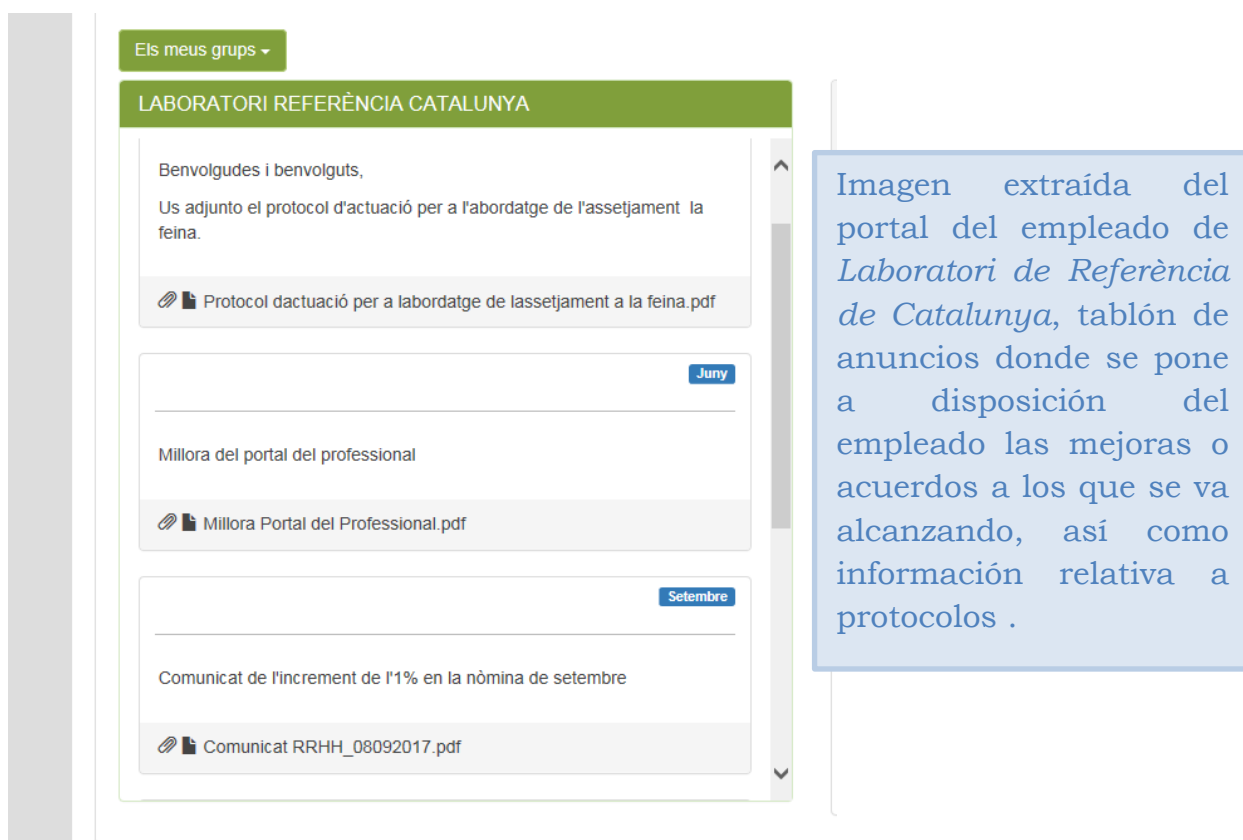 Els meus grups
LABORATORI REFERÈNCIA CATALUNYA
Benvolgudes i benvolguts,
Us adjunto el protocol d'actuació per a l'abordatge de l'assetjament la
feina.
Protocol dactuació per a labordatge de lassetjament a la feina.pdf
Juny
Millora del portal del professional
Millora Portal del Professional.pdf
Setembre
Comunicat de l'increment de l'1% en la nòmina de setembre
Comunicat RRHH_08092017.pdf
Imagen extraída del
portal del empleado de
Laboratori de Referència
de Catalunya, tablón de
anuncios donde se pone
a disposición del
empleado las mejoras o
acuerdos a los que se va
alcanzando, así como
información relativa a
protocolos .